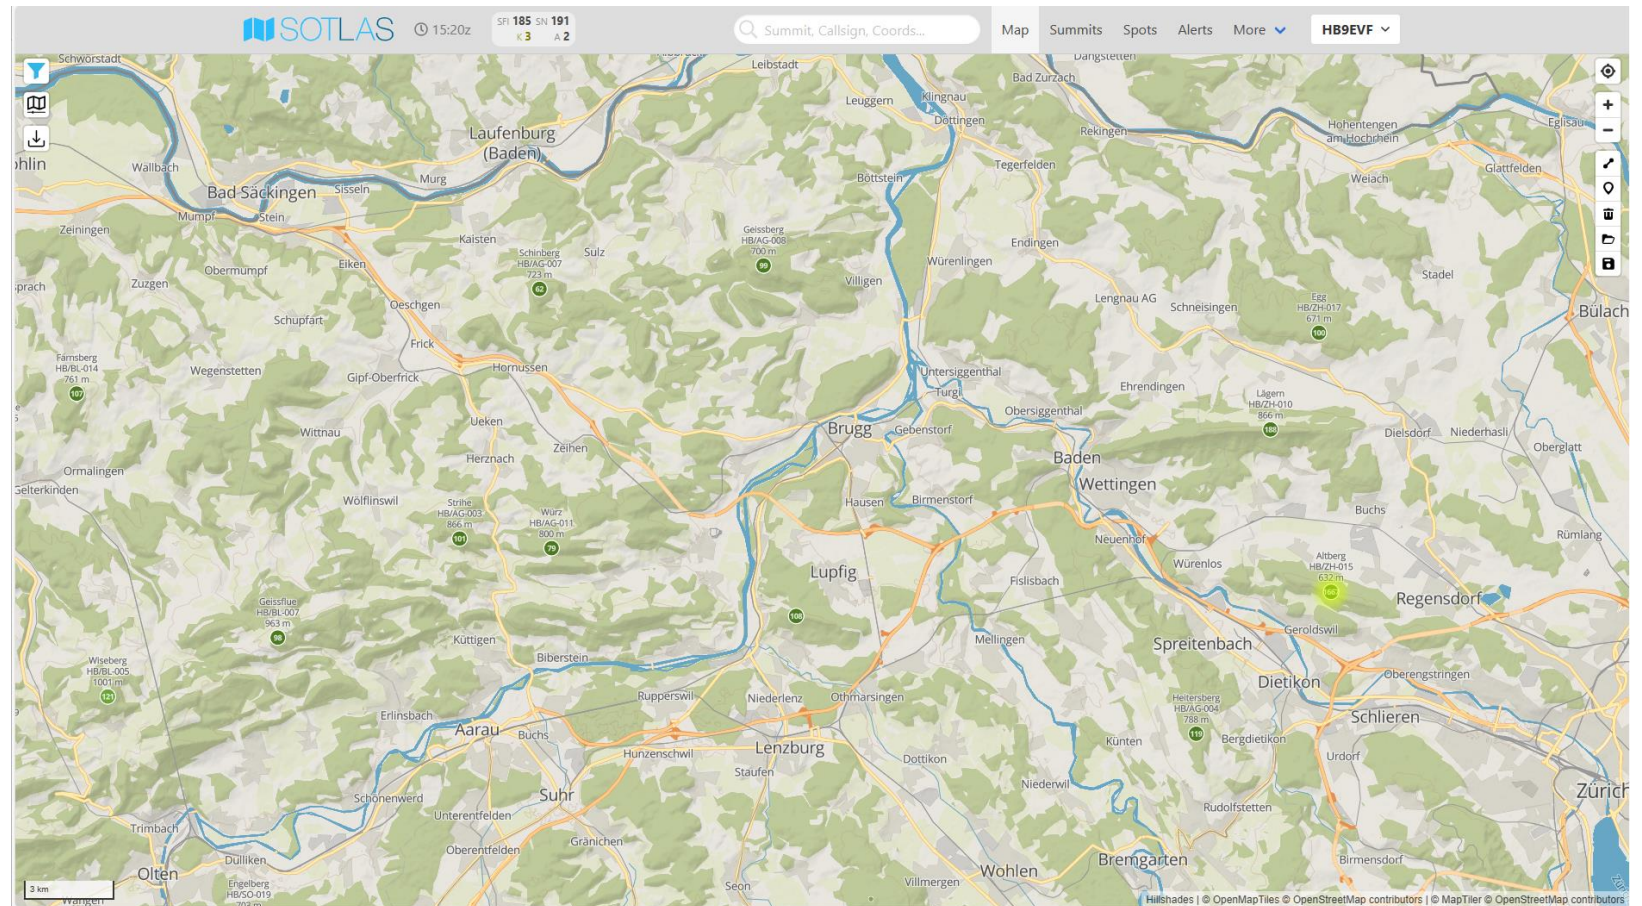 SOTLAS
15:20z
SFI 185 SN 191
K 3 A 2
Summit, Callsign, Coords...
Map
Summits
Spots
Alerts
More
HB9EVF
Schwörstadt
Leibstadt
Dangstetten
Bad Zurzach
Klingnau
Leuggern
Döttingen
Laufenburg
(Baden)
Rekingen
Hohentengen
am Hochrhein
Eglisau
Wallbach
Murg
Tegerfelden
Glattfelden
Weiach
Böttstein
Bad Säckingen
Sisseln
Mumpf
Stein
Zeiningen
Kaisten
Sulz
Geissberg
HB/AG-008
700 m
99
Endingen
Schinberg
HB/AG-007
723 m
62
Obermumpf
Eiken
Würenlingen
Villigen
Stadel
Zuzgen
Oeschgen
Lengnau AG
Schneisingen
Egg
HB/ZH-017
671 m
100
Bülach
Schupfart
Frick
Färnsberg
HB/BL-014
761 m
107
Wegenstetten
Gipf-Oberfrick
Hornussen
Untersiggenthal
Turgi
Ehrendingen
Lägern
HB/ZH-010
866 m
188
Obersiggenthal
Ueken
Brugg
Gebenstorf
Wittnau
Zeihen
Dielsdorf
Niederhasli
Oberglatt
Herznach
Baden
Ormalingen
Gelterkinden
Wettingen
Wölflinswil
Strihe
HB/AG-003
866 m
101
Würz
HB/AG-011
800 m
79
Hausen
Birmenstorf
Buchs
Rümlang
Neuenhof
Würenlos
Altberg
HB/ZH-015
632 m
Lupfig
Fislisbach
Regensdorf
Geissflue
HB/BL-007
963 m
98
108
Geroldswil
Küttigen
Mellingen
Spreitenbach
Biberstein
Wiseberg
HB/BL-005
1001 m
121
Oberengstringen
Dietikon
Rupperswil
Niederlenz
Othmarsingen
Heitersberg
HB/AG-004
788 m
119
Erlinsbach
Schlieren
Aarau
Buchs
Lenzburg
Künten
Bergdietikon
Hunzenschwil
Urdorf
Dottikon
Staufen
Niederwil
Zürich
Suhr
Schönenwerd
Rudolfstetten
Unterentfelden
Trimbach
Gränichen
Oberentfelden
Dulliken
Bremgarten
Birmensdorf
Olten
Wohlen
Engelberg
HB/SO-019
703 m
Seon
Villmergen
3 km
Wangen
Hillshades | © OpenMapTiles © OpenStreetMap contributors | © MapTiler © OpenStreetMap contributors